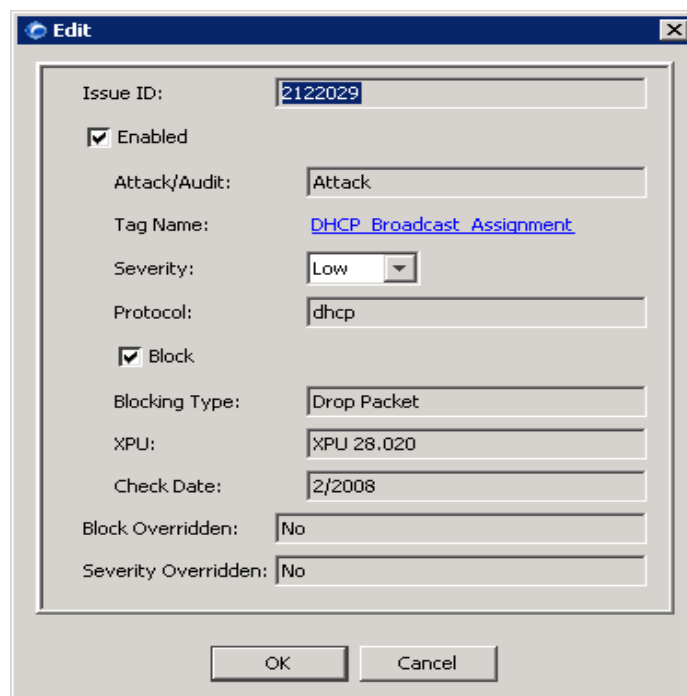 Edit
Issue ID: 2122029
Enabled
Attack/Audit: Attack
Tag Name: DHCP_Broadcast_Assignment
Severity: Low
Protocol: dhcp
Block
Blocking Type: Drop Packet
XPU: XPU 28.020
Check Date: 2/2008
Block Overridden: No
Severity Overridden: No
OK Cancel